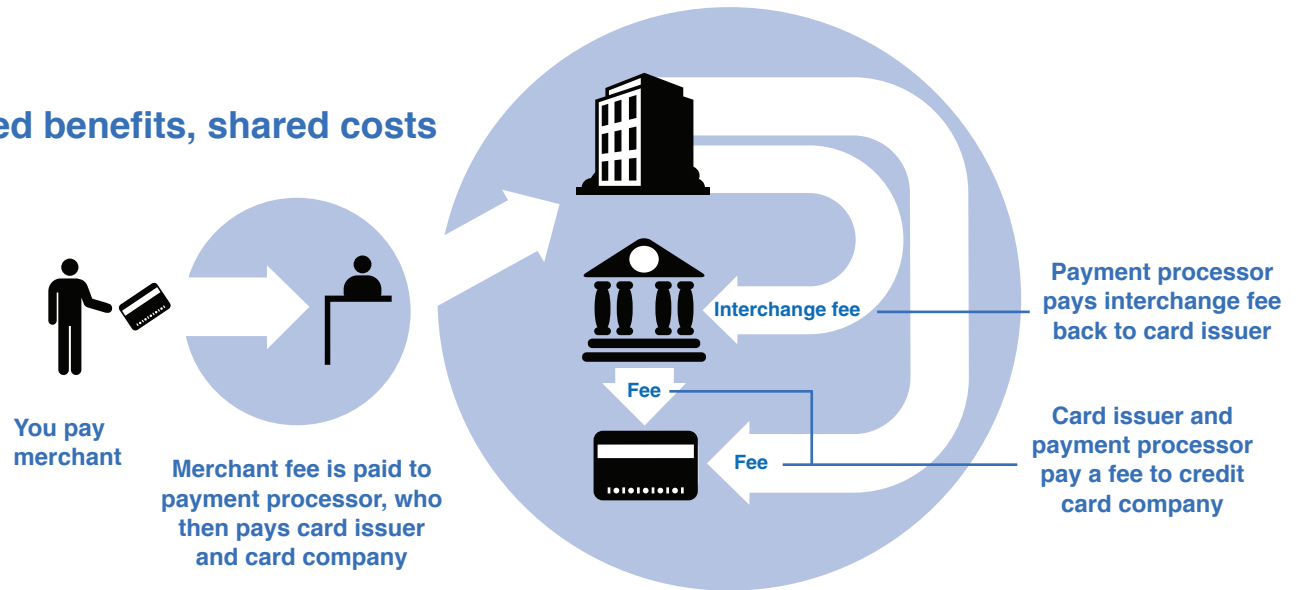 benefits, shared costs
You pay
merchant
Merchant fee is paid to
payment processor, who
then pays card issuer
and card company
Interchange fee
Fee
Fee
Payment processor
pays interchange fee
back to card issuer
Card issuer and
payment processor
pay a fee to credit
card company